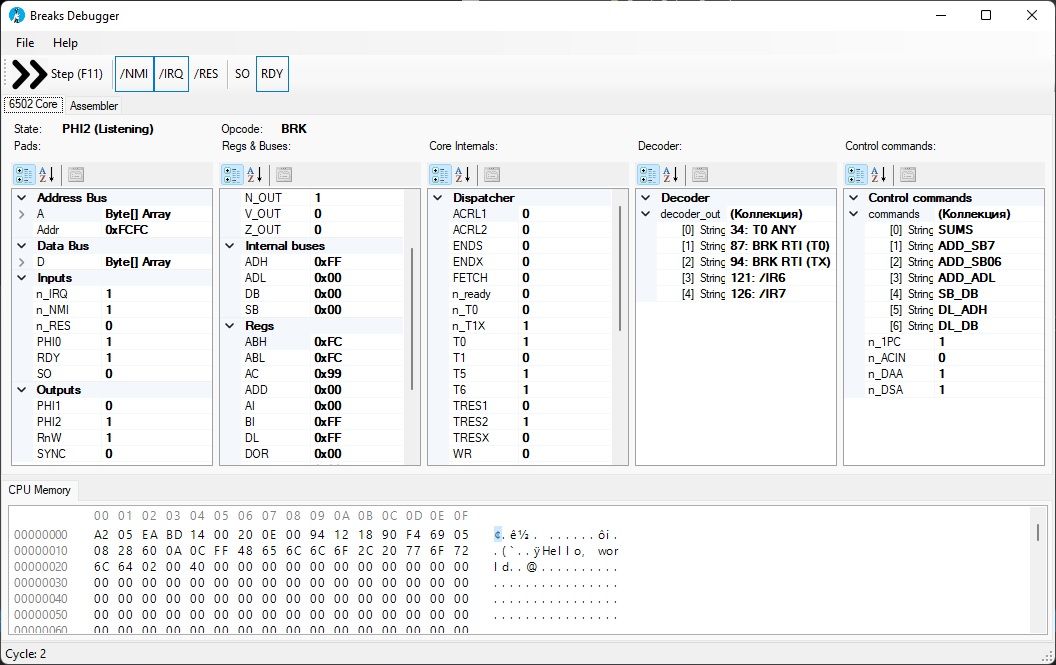 Breaks Debugger
File Help
Step (F11) /NMI /IRQ /RES SO RDY
6502 Core Assembler
State: PHI2 (Listening) Opcode: BRK
Pads: Regs & Buses: Core Internals: Decoder: Control commands:
Address Bus
A Byte[] Array
Addr 0xFCFC
Data Bus
D Byte[] Array
Inputs
n_IRQ 1
n_NMI 1
n_RES 0
PHI0 1
RDY 1
SO 0
Outputs
PHI1 0
PHI2 1
RnW 1
SYNC 0
N_OUT 1
V_OUT 0
Z_OUT 0
Internal buses
ADH 0xFF
ADL 0x00
DB 0x00
SB 0x00
Regs
ABH 0xFC
ABL 0xFC
AC 0x99
ADD 0x00
AI 0x00
BI 0xFF
DL 0xFF
DOR 0x00
Dispatcher
ACRL1 0
ACRL2 0
ENDS 0
ENDX 0
FETCH 0
n_ready 0
n_T0 0
n_T1X 1
T0 1
T1 0
T5 1
T6 1
TRES1 0
TRES2 1
TRESX 0
WR 0
Decoder
decoder_out (Коллекция)
[0] String 34: T0 ANY
[1] String 87: BRK RTI (T0)
[2] String 94: BRK RTI (TX)
[3] String 121: /IR6
[4] String 126: /IR7
Control commands
commands (Коллекция)
[0] String SUMS
[1] String ADD_SB7
[2] String ADD_SB06
[3] String ADD_ADL
[4] String SB_DB
[5] String DL_ADH
[6] String DL_DB
n_1PC 1
n_ACIN 0
n_DAA 1
n_DSA 1
CPU Memory
00 01 02 03 04 05 06 07 08 09 0A 0B 0C 0D 0E 0F
00000000 A2 05 EA BD 14 00 20 0E 00 94 12 18 90 F4 69 05 ¢.ê½. ......ôi.
00000010 08 28 60 0A 0C FF 48 65 6C 6C 6F 2C 20 77 6F 72 .(`..ÿHello, wor
00000020 6C 64 02 00 40 00 00 00 00 00 00 00 00 00 00 00 ld..@...........
00000030 00 00 00 00 00 00 00 00 00 00 00 00 00 00 00 00 ................
00000040 00 00 00 00 00 00 00 00 00 00 00 00 00 00 00 00 ................
00000050 00 00 00 00 00 00 00 00 00 00 00 00 00 00 00 00 ................
00000060 00 00 00 00 00 00 00 00 00 00 00 00 00 00 00 00
Cycle: 2